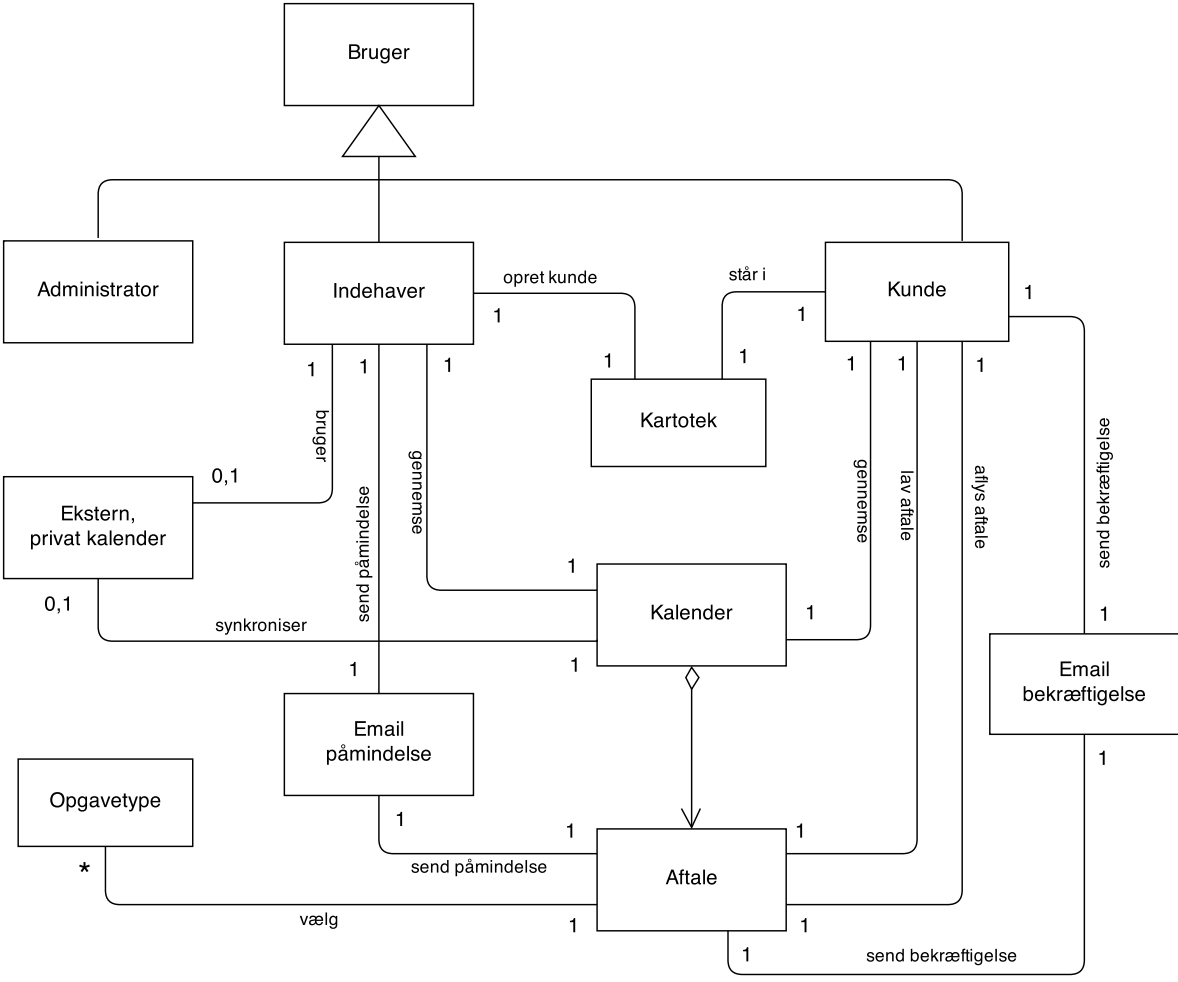 Bruger
Administrator
Indehaver
Kunde
opret kunde
står i
1
1
1
1
1
1
1
1
1
1
1
1
Kartotek
bruger
gennemse
send påmindelse
gennemse
lav aftale
aflys aftale
send bekræftigelse
0,1
Ekstern,
privat kalender
0,1
synkroniser
1
1
1
Kalender
1
1
Email
bekræftigelse
1
1
Email
påmindelse
1
Opgavetype
*
send påmindelse
1
1
Aftale
vælg
1
1
1
send bekræftigelse